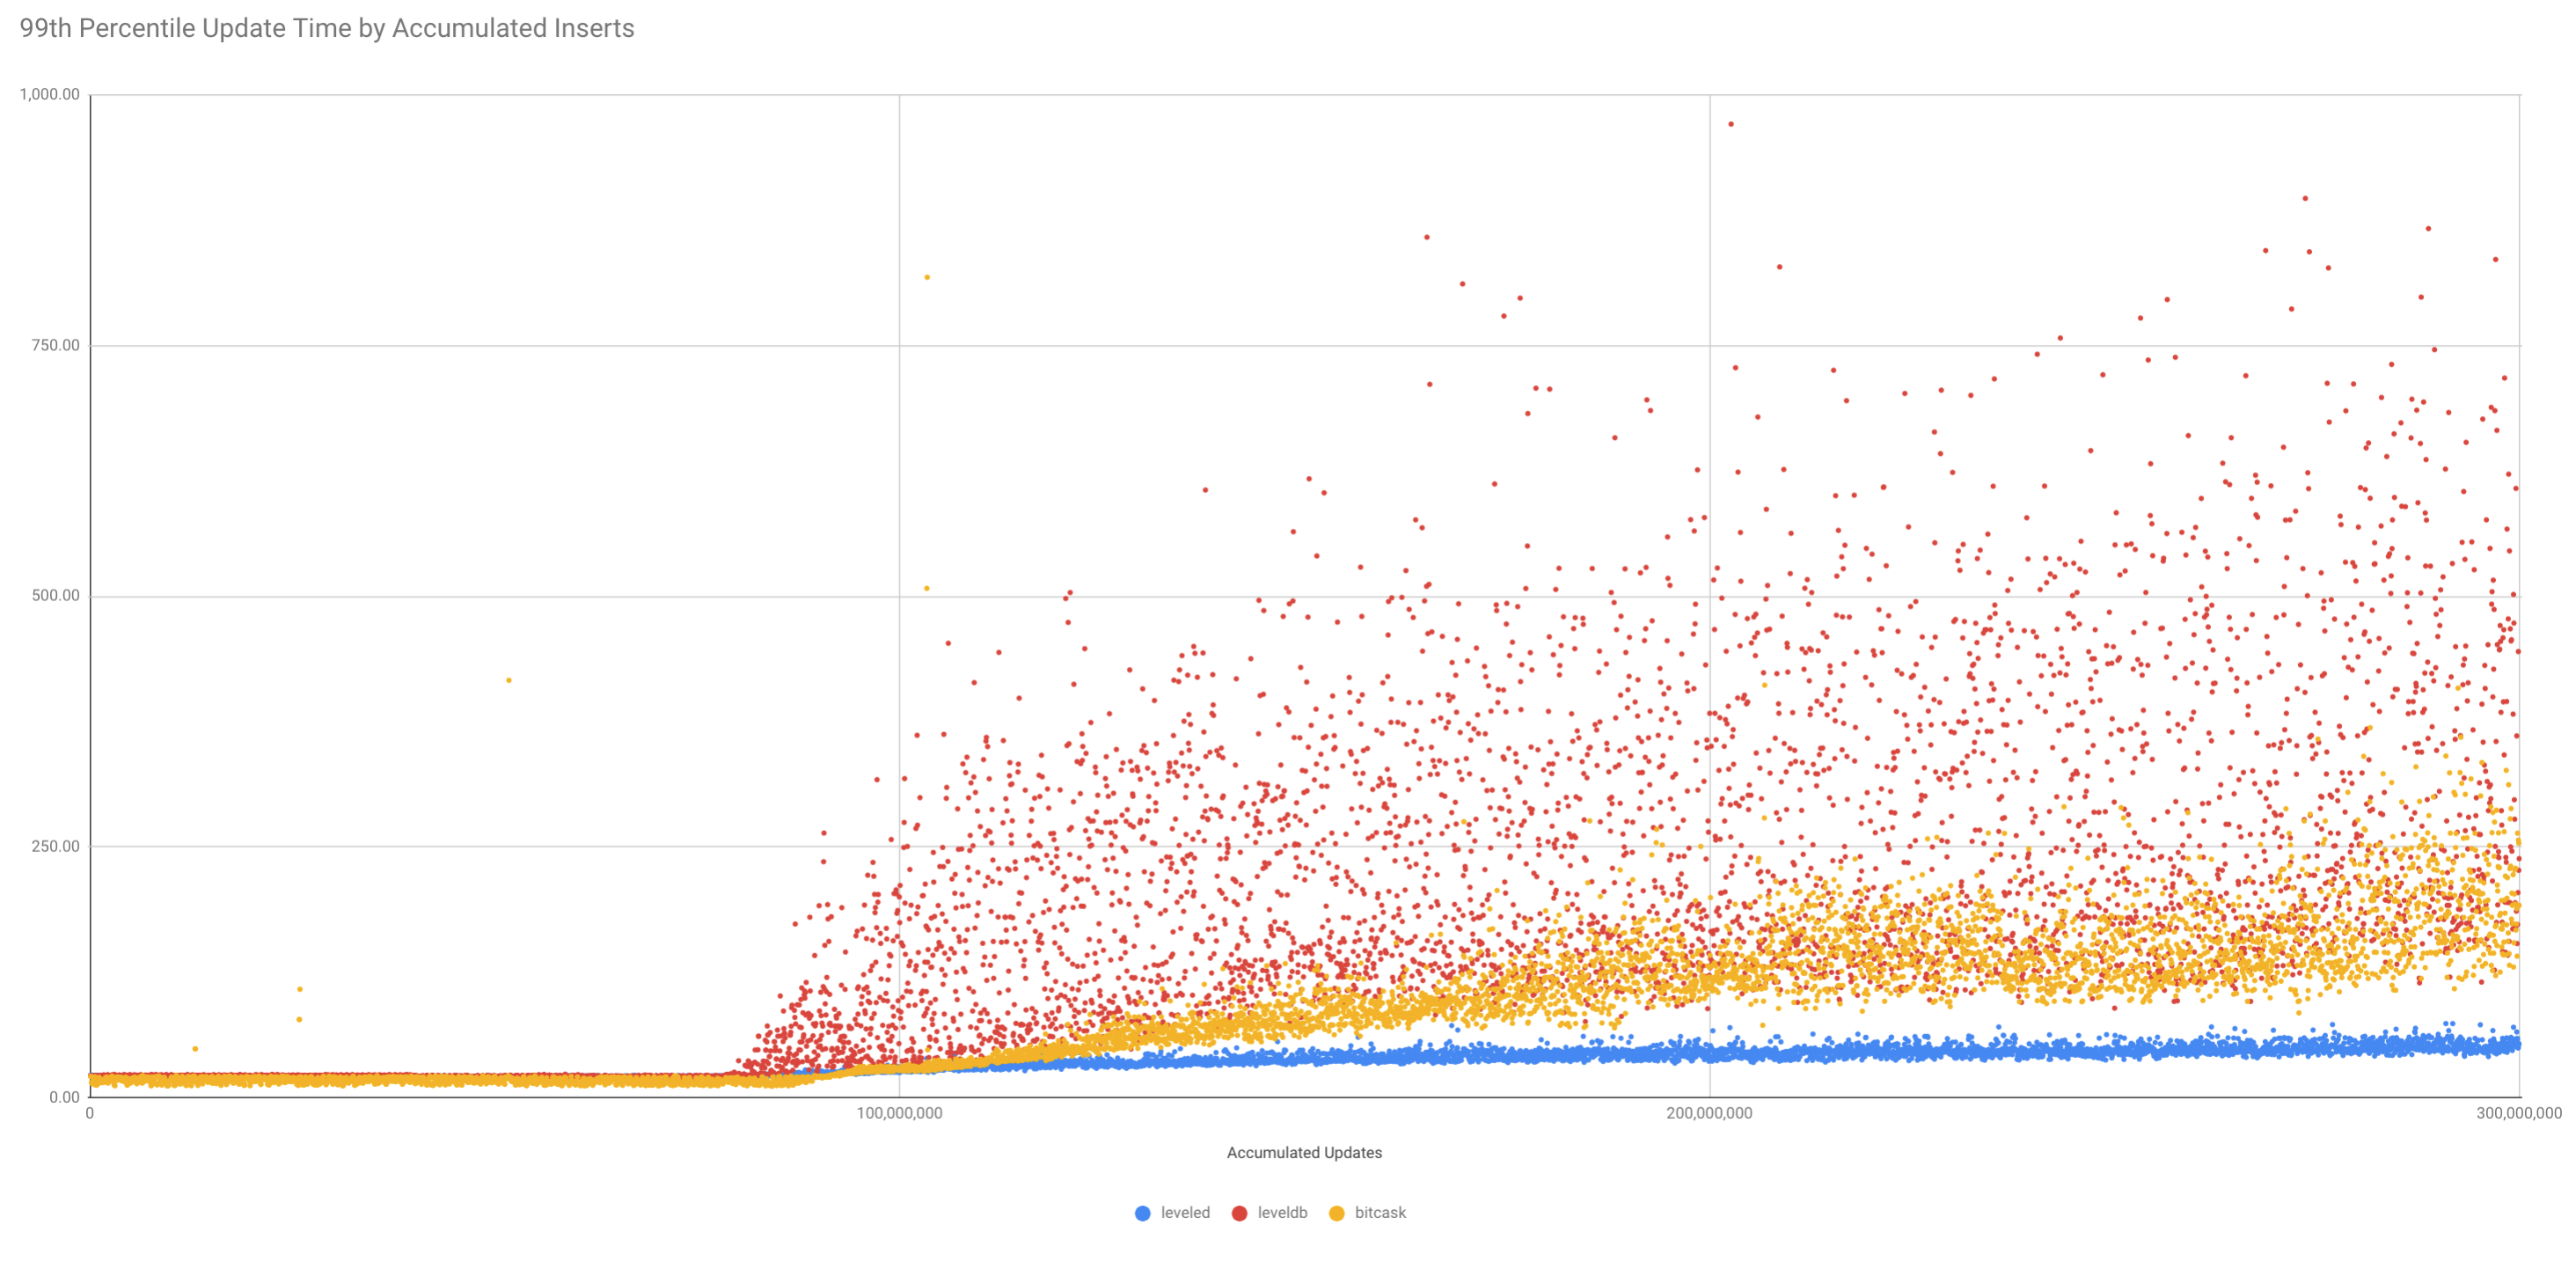 99th Percentile Update Time by Accumulated Inserts
1,000.00
750.00
500.00
250.00
0.00
0 100,000,000 200,000,000 300,000,000
Accumulated Updates
leveled leveldb bitcask